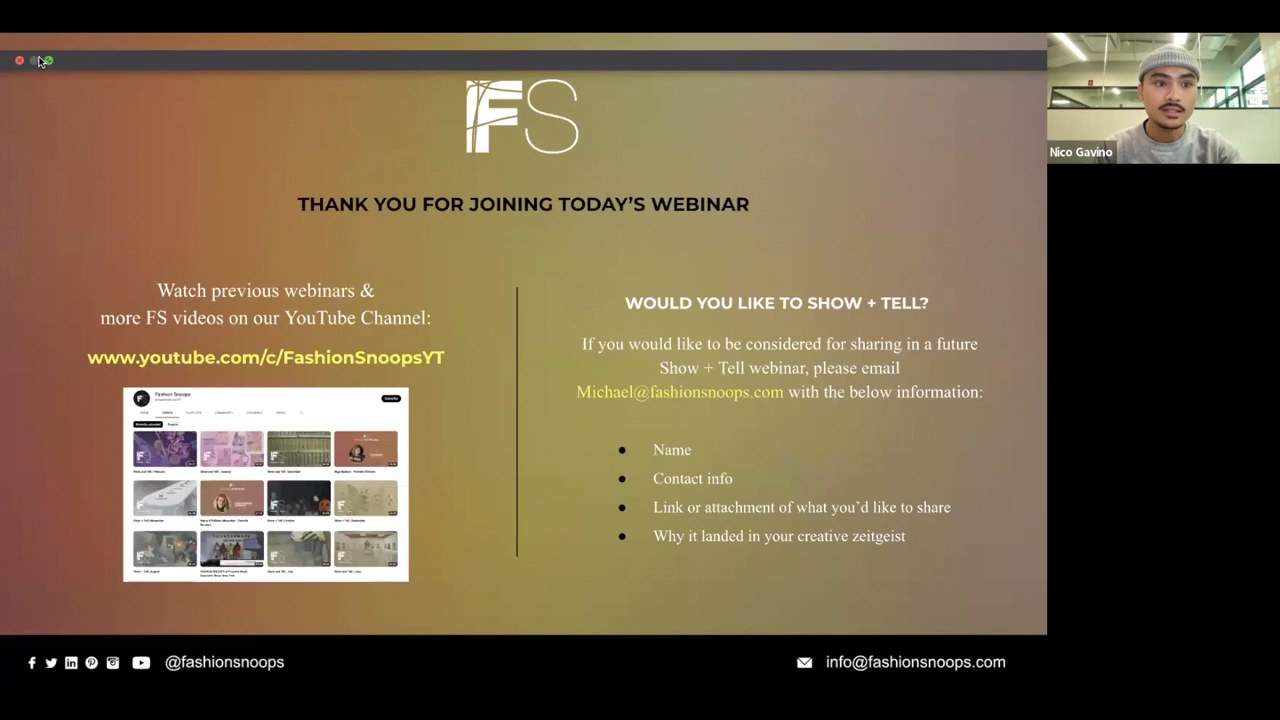 FS
Nico Gavino
THANK YOU FOR JOINING TODAY'S WEBINAR
Watch previous webinars &
more FS videos on our YouTube Channel:
www.youtube.com/c/FashionSnoopsYT
Fashion Snoops
WOULD YOU LIKE TO SHOW + TELL?
If you would like to be considered for sharing in a future
Show + Tell webinar, please email
Michael@fashionsnoops.com with the below information:
● Name
● Contact info
● Link or attachment of what you'd like to share
● Why it landed in your creative zeitgeist
@fashionsnoops
info@fashionsnoops.com